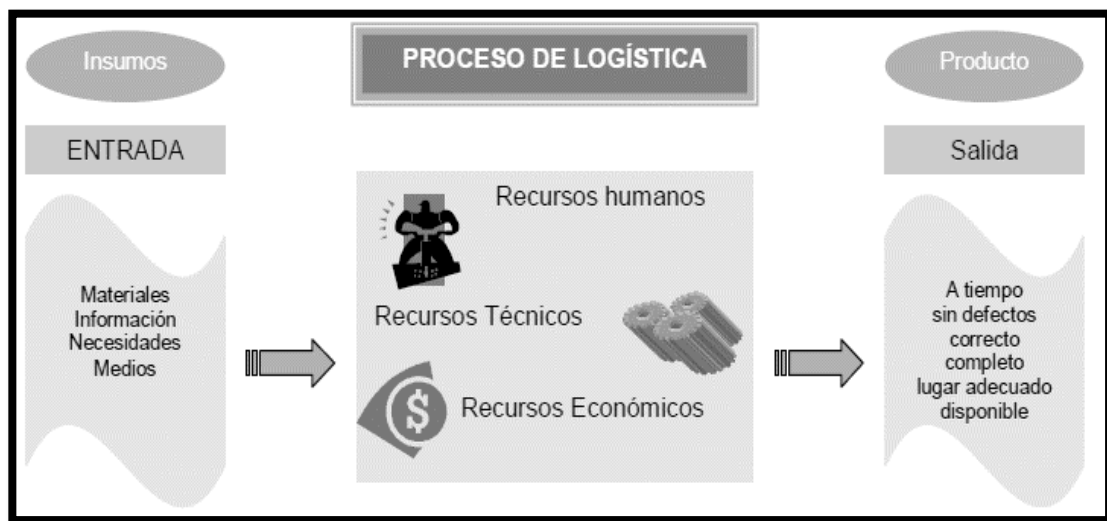 Insumos
ENTRADA
Materiales
Información
Necesidades
Medios
PROCESO DE LOGÍSTICA
Recursos humanos
Recursos Técnicos
Recursos Económicos
$
Producto
Salida
A tiempo
sin defectos
correcto
completo
lugar adecuado
disponible